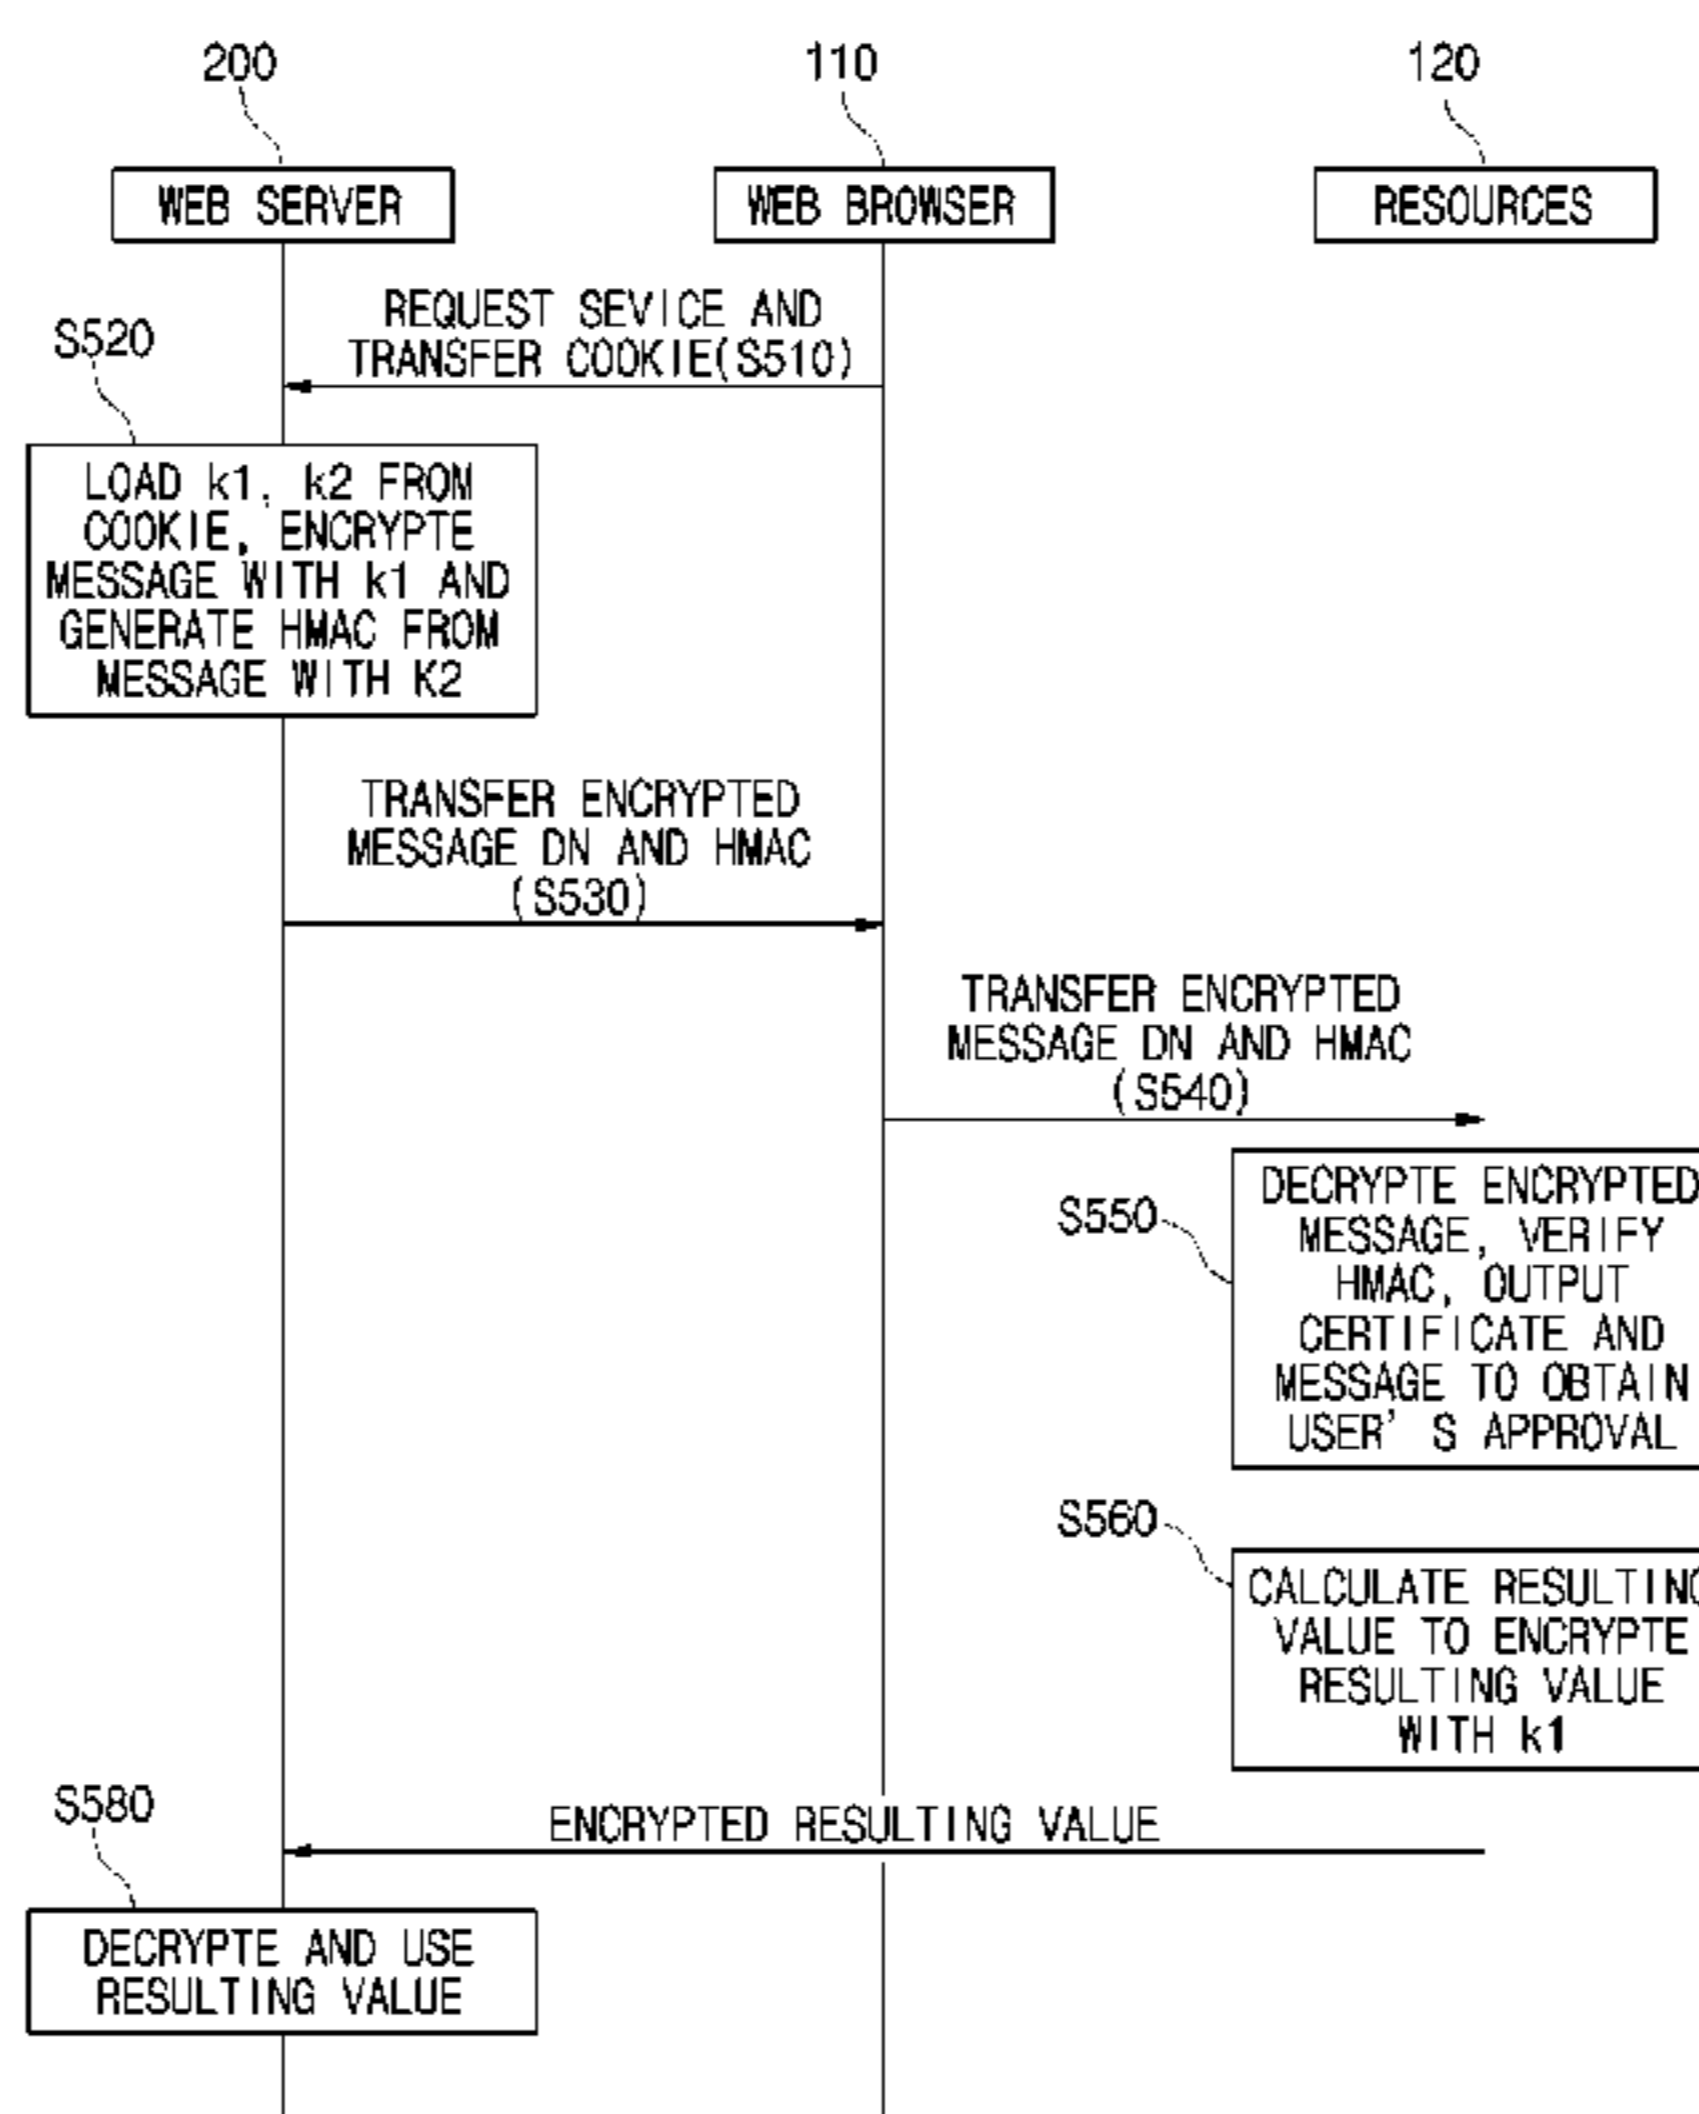 200
110
120
WEB SERVER
WEB BROWSER
RESOURCES
REQUEST SEVICE AND
TRANSFER COOKIE(S510)
S520
LOAD k1, k2 FROM
COOKIE, ENCRYPTE
MESSAGE WITH k1 AND
GENERATE HMAC FROM
MESSAGE WITH K2
TRANSFER ENCRYPTED
MESSAGE DN AND HMAC
(S530)
TRANSFER ENCRYPTED
MESSAGE DN AND HMAC
(S540)
S550
DECRYPTE ENCRYPTED
MESSAGE, VERIFY
HMAC, OUTPUT
CERTIFICATE AND
MESSAGE TO OBTAIN
USER'S APPROVAL
S560
CALCULATE RESULTING
VALUE TO ENCRYPTE
RESULTING VALUE
WITH k1
S580
ENCRYPTED RESULTING VALUE
DECRYPTE AND USE
RESULTING VALUE